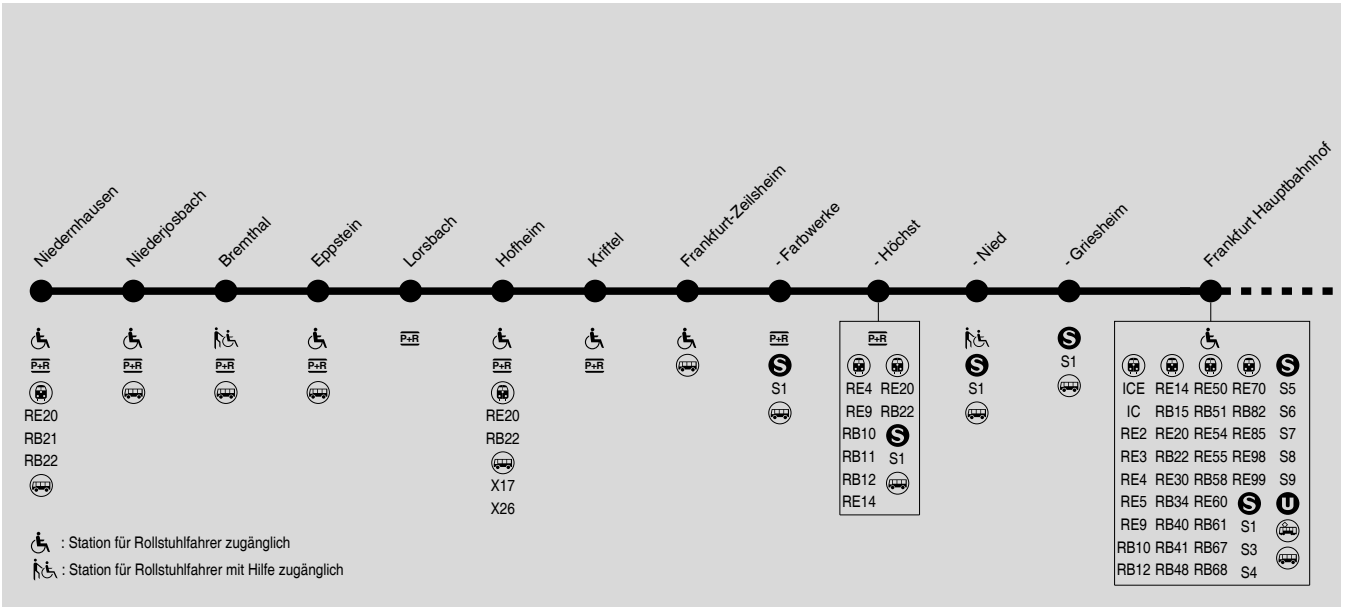 Niedernhausen
Niederjosbach
Bremthal
Eppstein
Lorsbach
Hofheim
Kriftel
Frankfurt-Zeilsheim
- Farbwerke
- Höchst
- Nied
- Griesheim
Frankfurt Hauptbahnhof
P+R
RE20
RB21
RB22
P+R
P+R
P+R
P+R
P+R
RE20
RB22
X17
X26
P+R
P+R
S
S1
P+R
RE4 RE20
RE9 RB22
RB10 S
RB11 S1
RB12
RE14
S
S1
S
S1
S
ICE RE14 RE50 RE70 S5
IC RB15 RB51 RB82 S6
RE2 RE20 RE54 RE85 S7
RE3 RB22 RE55 RE98 S8
RE4 RE30 RB58 RE99 S9
RE5 RB34 RE60 S U
RE9 RB40 RB61 S1
RB10 RB41 RB67 S3
RB12 RB48 RB68 S4
: Station für Rollstuhlfahrer zugänglich
: Station für Rollstuhlfahrer mit Hilfe zugänglich